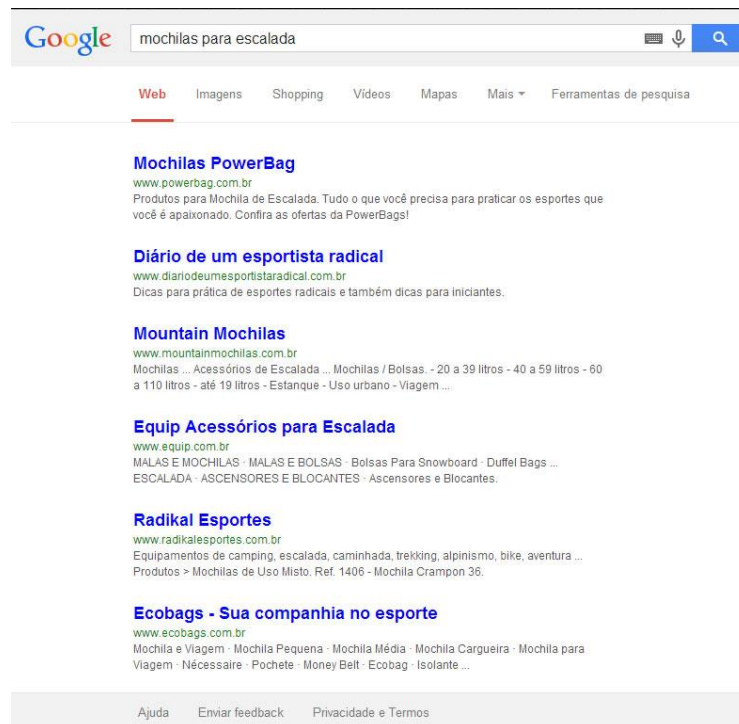 Google mochilas para escalada
Web Imagens Shopping Vídeos Mapas Mais Ferramentas de pesquisa
Mochilas PowerBag
www.powerbag.com.br
Produtos para Mochila de Escalada. Tudo o que você precisa para praticar os esportes que
você é apaixonado. Confira as ofertas da PowerBags!
Diário de um esportista radical
www.diariodeumesportistaradical.com.br
Dicas para prática de esportes radicais e também dicas para iniciantes.
Mountain Mochilas
www.mountainmochilas.com.br
Mochilas ... Acessórios de Escalada ... Mochilas / Bolsas. - 20 a 39 litros - 40 a 59 litros - 60
a 110 litros - até 19 litros - Estanque - Uso urbano - Viagem ...
Equip Acessórios para Escalada
www.equip.com.br
MALAS E MOCHILAS · MALAS E BOLSAS · Bolsas Para Snowboard · Duffel Bags ...
ESCALADA · ASCENSORES E BLOCANTES · Ascensores e Blocantes.
Radikal Esportes
www.radikalesportes.com.br
Equipamentos de camping, escalada, caminhada, trekking, alpinismo, bike, aventura ...
Produtos > Mochilas de Uso Misto. Ref. 1406 - Mochila Crampon 36.
Ecobags - Sua companhia no esporte
www.ecobags.com.br
Mochila e Viagem · Mochila Pequena · Mochila Média · Mochila Cargueira · Mochila para
Viagem · Nécessaire · Pochete · Money Belt · Ecobag · Isolante ...
Ajuda Enviar feedback Privacidade e Termos